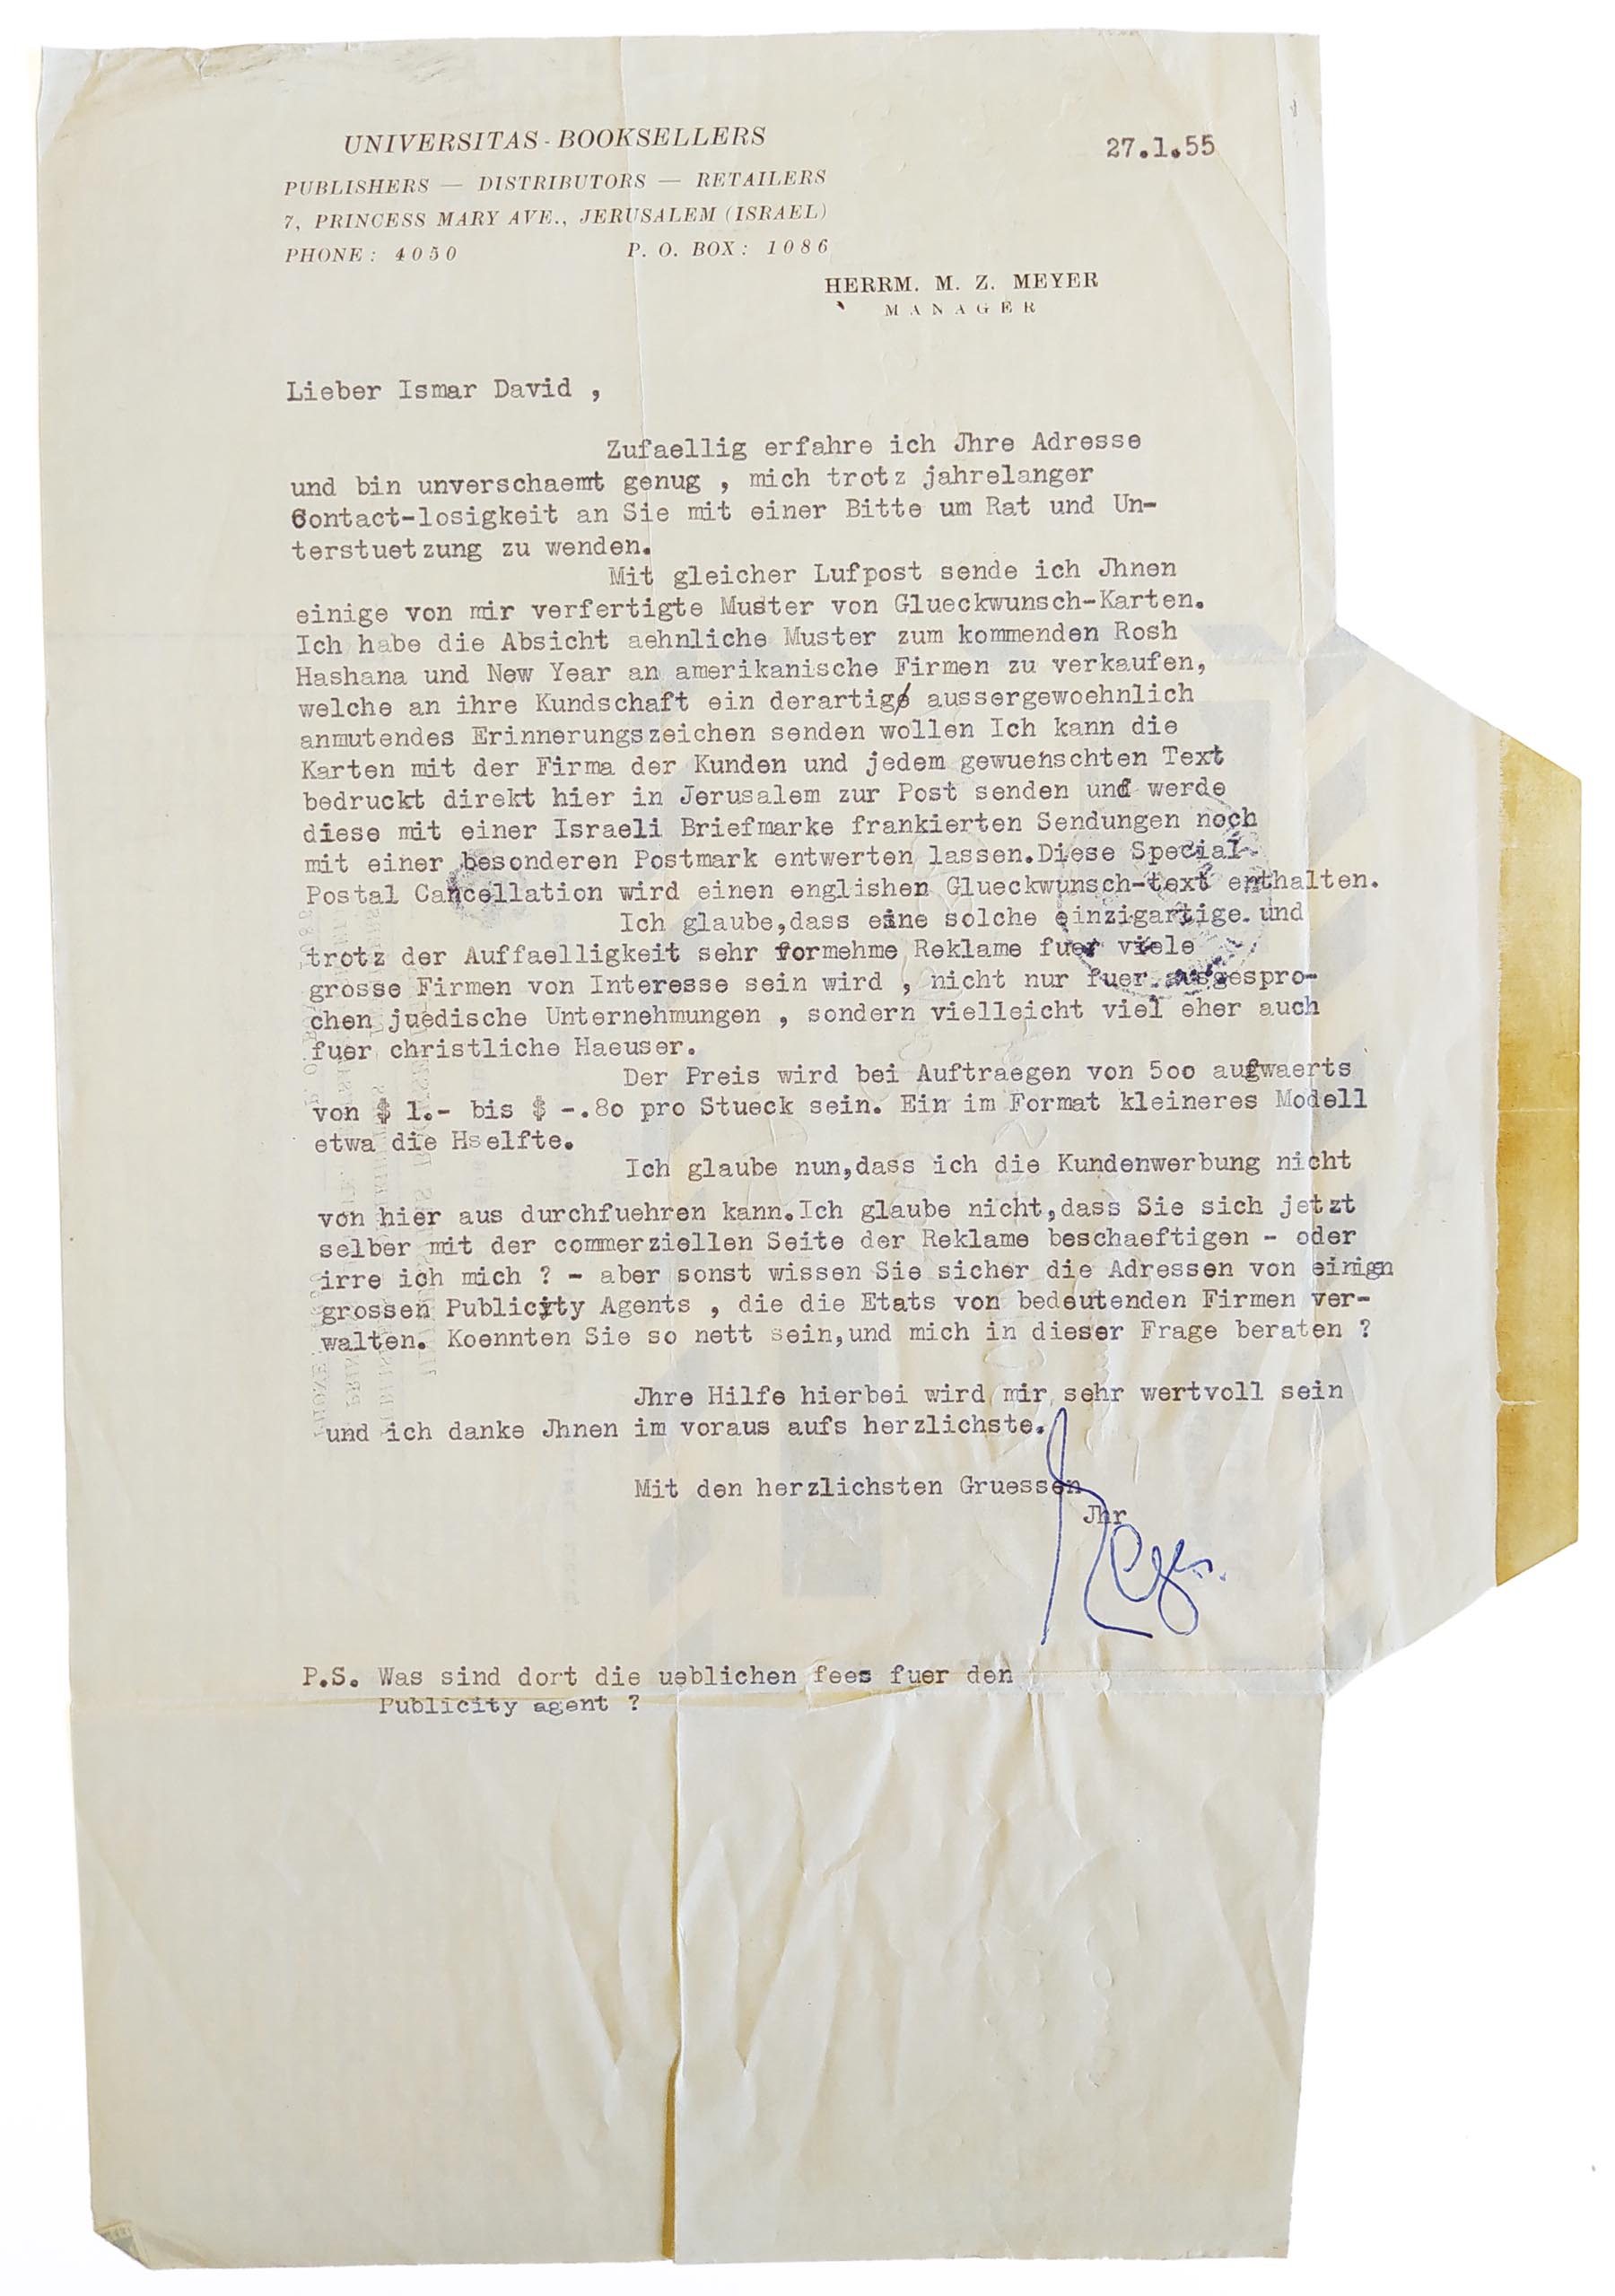 UNIVERSITAS-BOOKSELLERS
27.1.55
PUBLISHERS — DISTRIBUTORS — RETAILERS
7, PRINCESS MARY AVE., JERUSALEM (ISRAEL)
PHONE: 4050 P. O. BOX: 1086
HERRM. M. Z. MEYER
MANAGER
Lieber Ismar David ,
Zufaellig erfahre ich Jhre Adresse
und bin unverschaemt genug , mich trotz jahrelanger
Contact-losigkeit an Sie mit einer Bitte um Rat und Un-
terstuetzung zu wenden.
Mit gleicher Lufpost sende ich Jhnen
einige von mir verfertigte Muster von Glueckwunsch-Karten.
Ich habe die Absicht aehnliche Muster zum kommenden Rosh
Hashana und New Year an amerikanische Firmen zu verkaufen,
welche an ihre Kundschaft ein derartig aussergewoehnlich
anmutendes Erinnerungszeichen senden wollen Ich kann die
Karten mit der Firma der Kunden und jedem gewuenschten Text
bedruckt direkt hier in Jerusalem zur Post senden und werde
diese mit einer Israeli Briefmarke frankierten Sendungen noch
mit einer besonderen Postmark entwerten lassen.Diese Special
Postal Cancellation wird einen englishen Glueckwunsch-text enthalten.
Ich glaube,dass eine solche einzigartige und
trotz der Auffaelligkeit sehr vormehme Reklame fuer viele
grosse Firmen von Interesse sein wird , nicht nur fuer ausgespro-
chen juedische Unternehmungen , sondern vielleicht viel eher auch
fuer christliche Haeuser.
Der Preis wird bei Auftraegen von 5oo aufwaerts
von $ 1.- bis $ -.8o pro Stueck sein. Ein im Format kleineres Modell
etwa die Hselfte.
Ich glaube nun,dass ich die Kundenwerbung nicht
von hier aus durchfuehren kann.Ich glaube nicht,dass Sie sich jetzt
selber mit der commerziellen Seite der Reklame beschaeftigen - oder
irre ich mich ? - aber sonst wissen Sie sicher die Adressen von einign
grossen Publicity Agents , die die Etats von bedeutenden Firmen ver-
walten. Koennten Sie so nett sein,und mich in dieser Frage beraten ?
Jhre Hilfe hierbei wird mir sehr wertvoll sein
und ich danke Jhnen im voraus aufs herzlichste.
Mit den herzlichsten Gruessen
Jhr
P.S. Was sind dort die ueblichen fees fuer den
Publicity agent ?